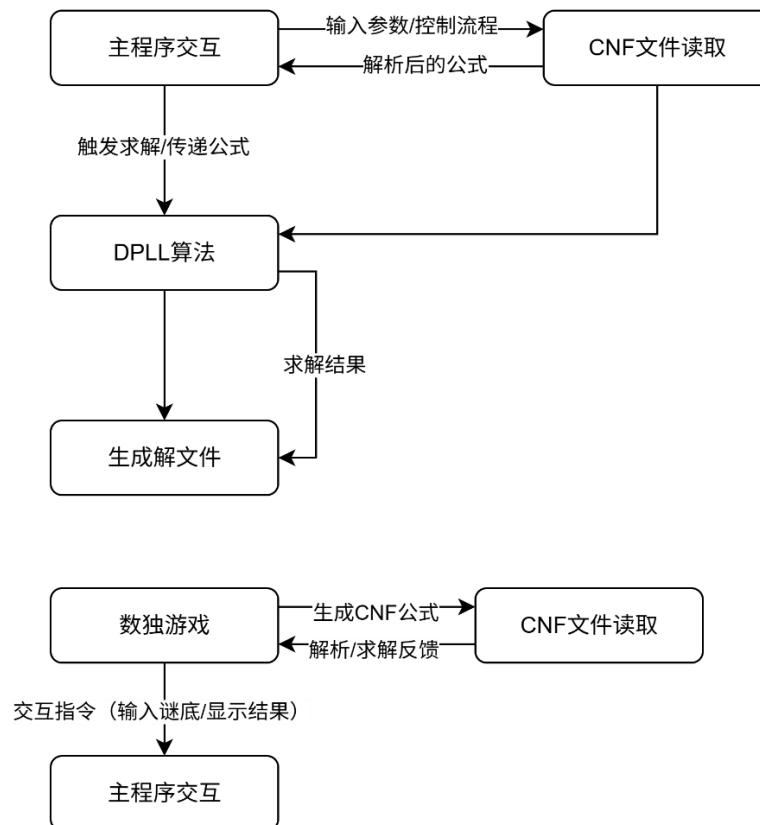 主程序交互
输入参数/控制流程
CNF文件读取
解析后的公式
触发求解/传递公式
DPLL算法
求解结果
生成解文件
数独游戏
生成CNF公式
CNF文件读取
解析/求解反馈
交互指令（输入谜底/显示结果）
主程序交互